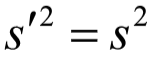 s′² = s²